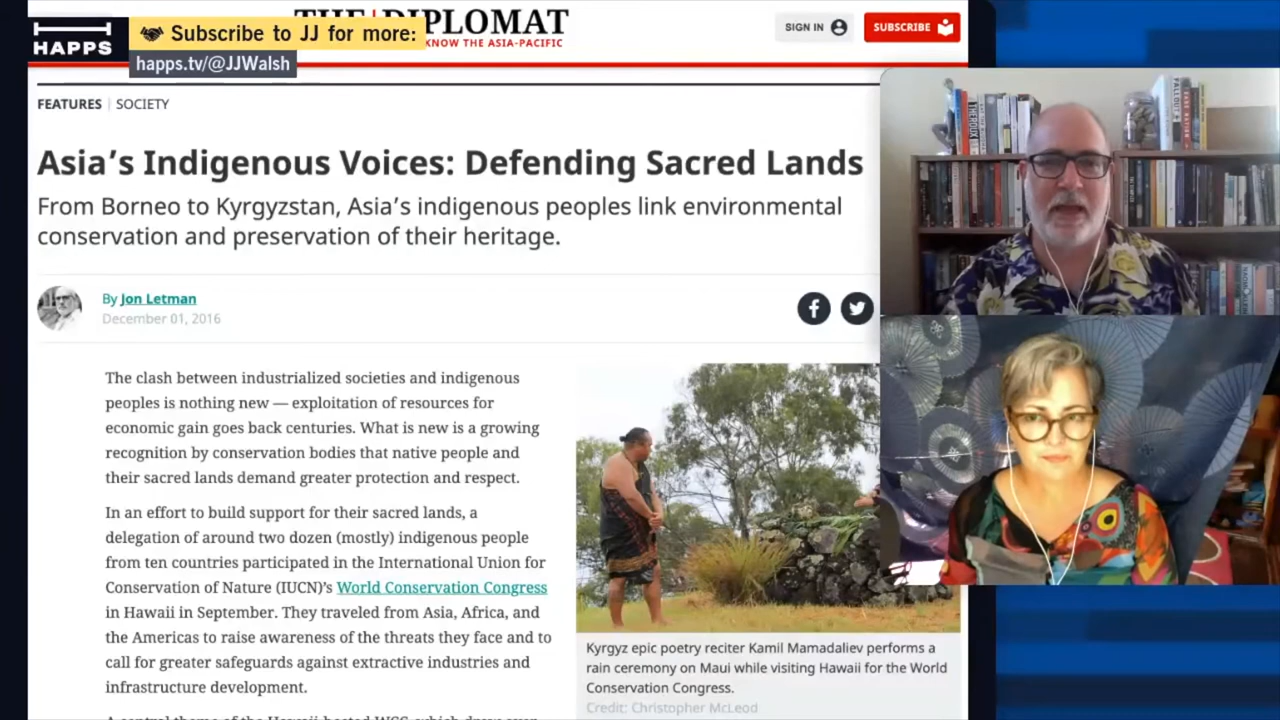 THE DIPLOMAT
KNOW THE ASIA-PACIFIC
HAPPS
Subscribe to JJ for more:
happs.tv/@JJWalsh
SIGN IN
SUBSCRIBE
FEATURES | SOCIETY
Asia’s Indigenous Voices: Defending Sacred Lands
From Borneo to Kyrgyzstan, Asia’s indigenous peoples link environmental
conservation and preservation of their heritage.
By Jon Letman
December 01, 2016
The clash between industrialized societies and indigenous
peoples is nothing new — exploitation of resources for
economic gain goes back centuries. What is new is a growing
recognition by conservation bodies that native people and
their sacred lands demand greater protection and respect.
In an effort to build support for their sacred lands, a
delegation of around two dozen (mostly) indigenous people
from ten countries participated in the International Union for
Conservation of Nature (IUCN)’s World Conservation Congress
in Hawaii in September. They traveled from Asia, Africa, and
the Americas to raise awareness of the threats they face and to
call for greater safeguards against extractive industries and
infrastructure development.
Kyrgyz epic poetry reciter Kamil Mamadaliev performs a
rain ceremony on Maui while visiting Hawaii for the World
Conservation Congress.
Credit: Christopher McLeod
THEROUX